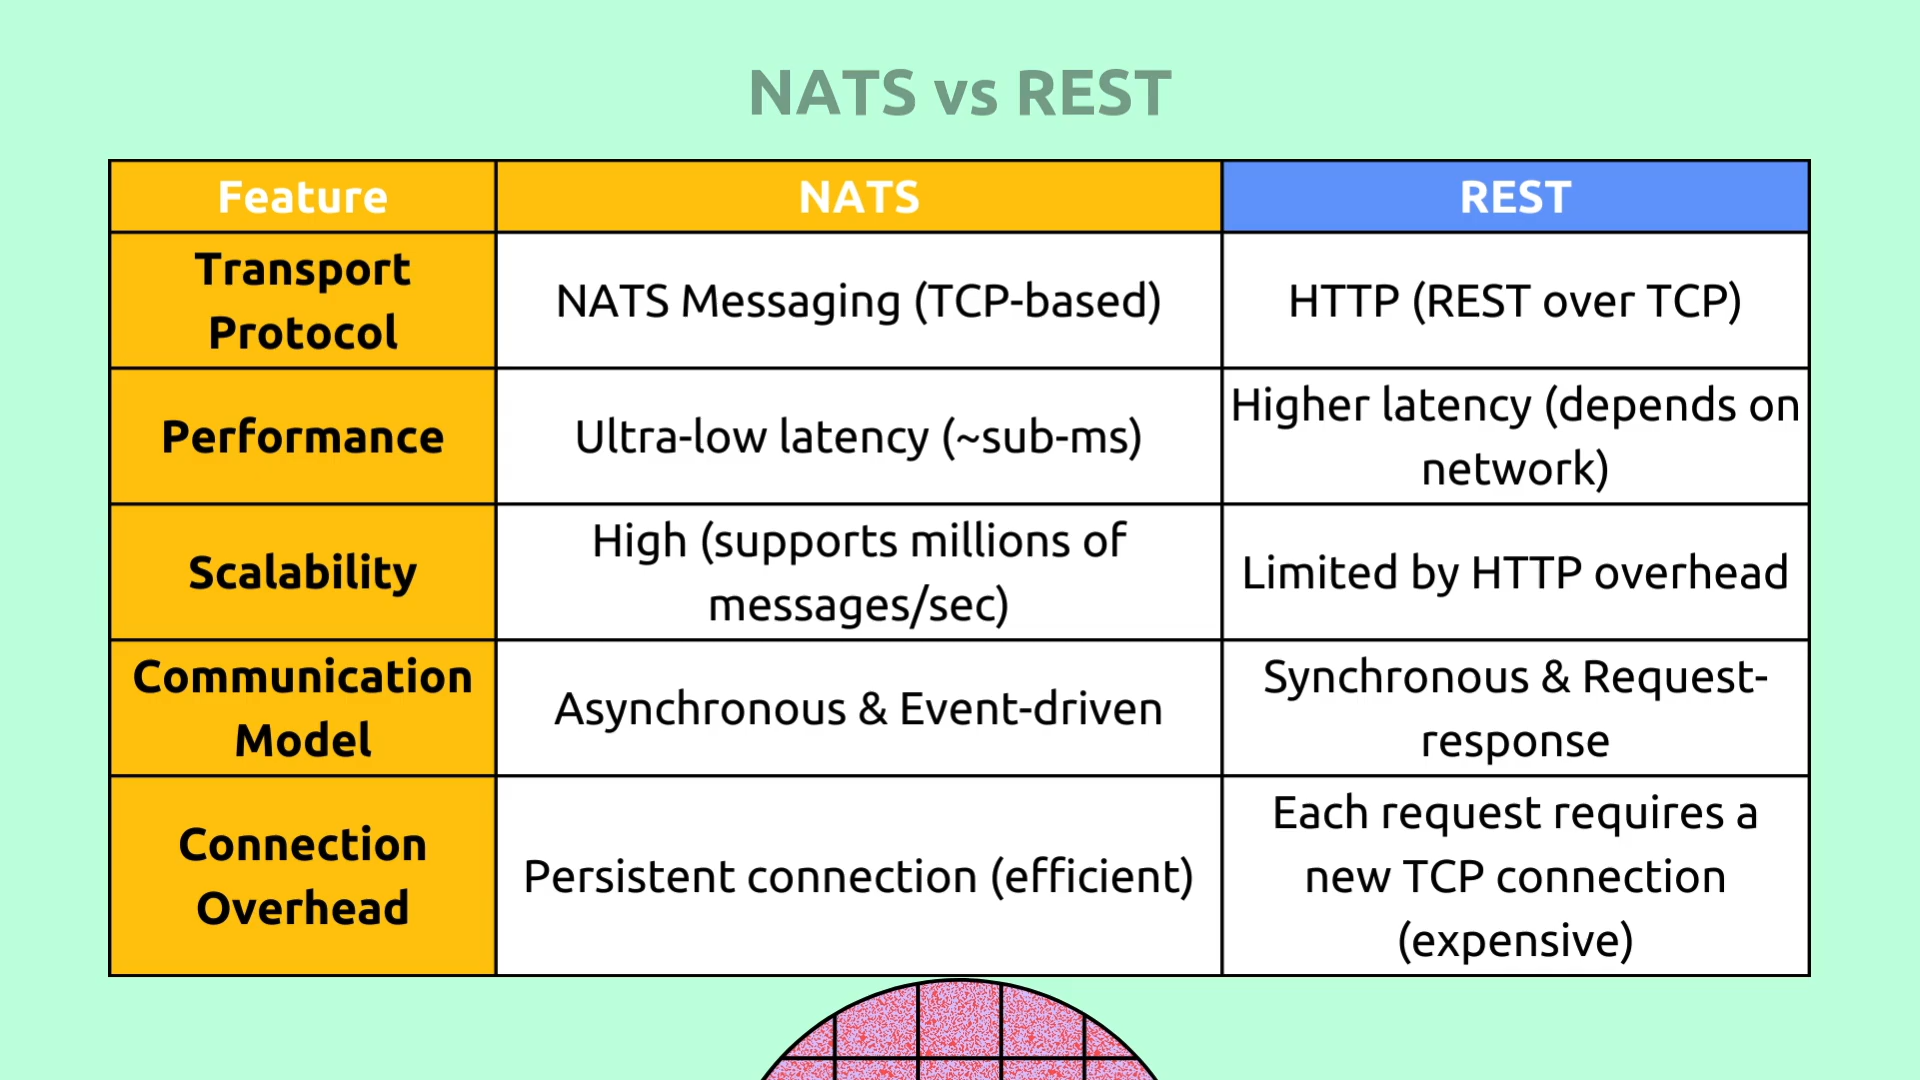 NATS vs REST
Feature
NATS
REST
Transport
Protocol
NATS Messaging (TCP-based)
HTTP (REST over TCP)
Performance
Ultra-low latency (~sub-ms)
Higher latency (depends on
network)
Scalability
High (supports millions of
messages/sec)
Limited by HTTP overhead
Communication
Model
Asynchronous & Event-driven
Synchronous & Request-
response
Connection
Overhead
Persistent connection (efficient)
Each request requires a
new TCP connection
(expensive)